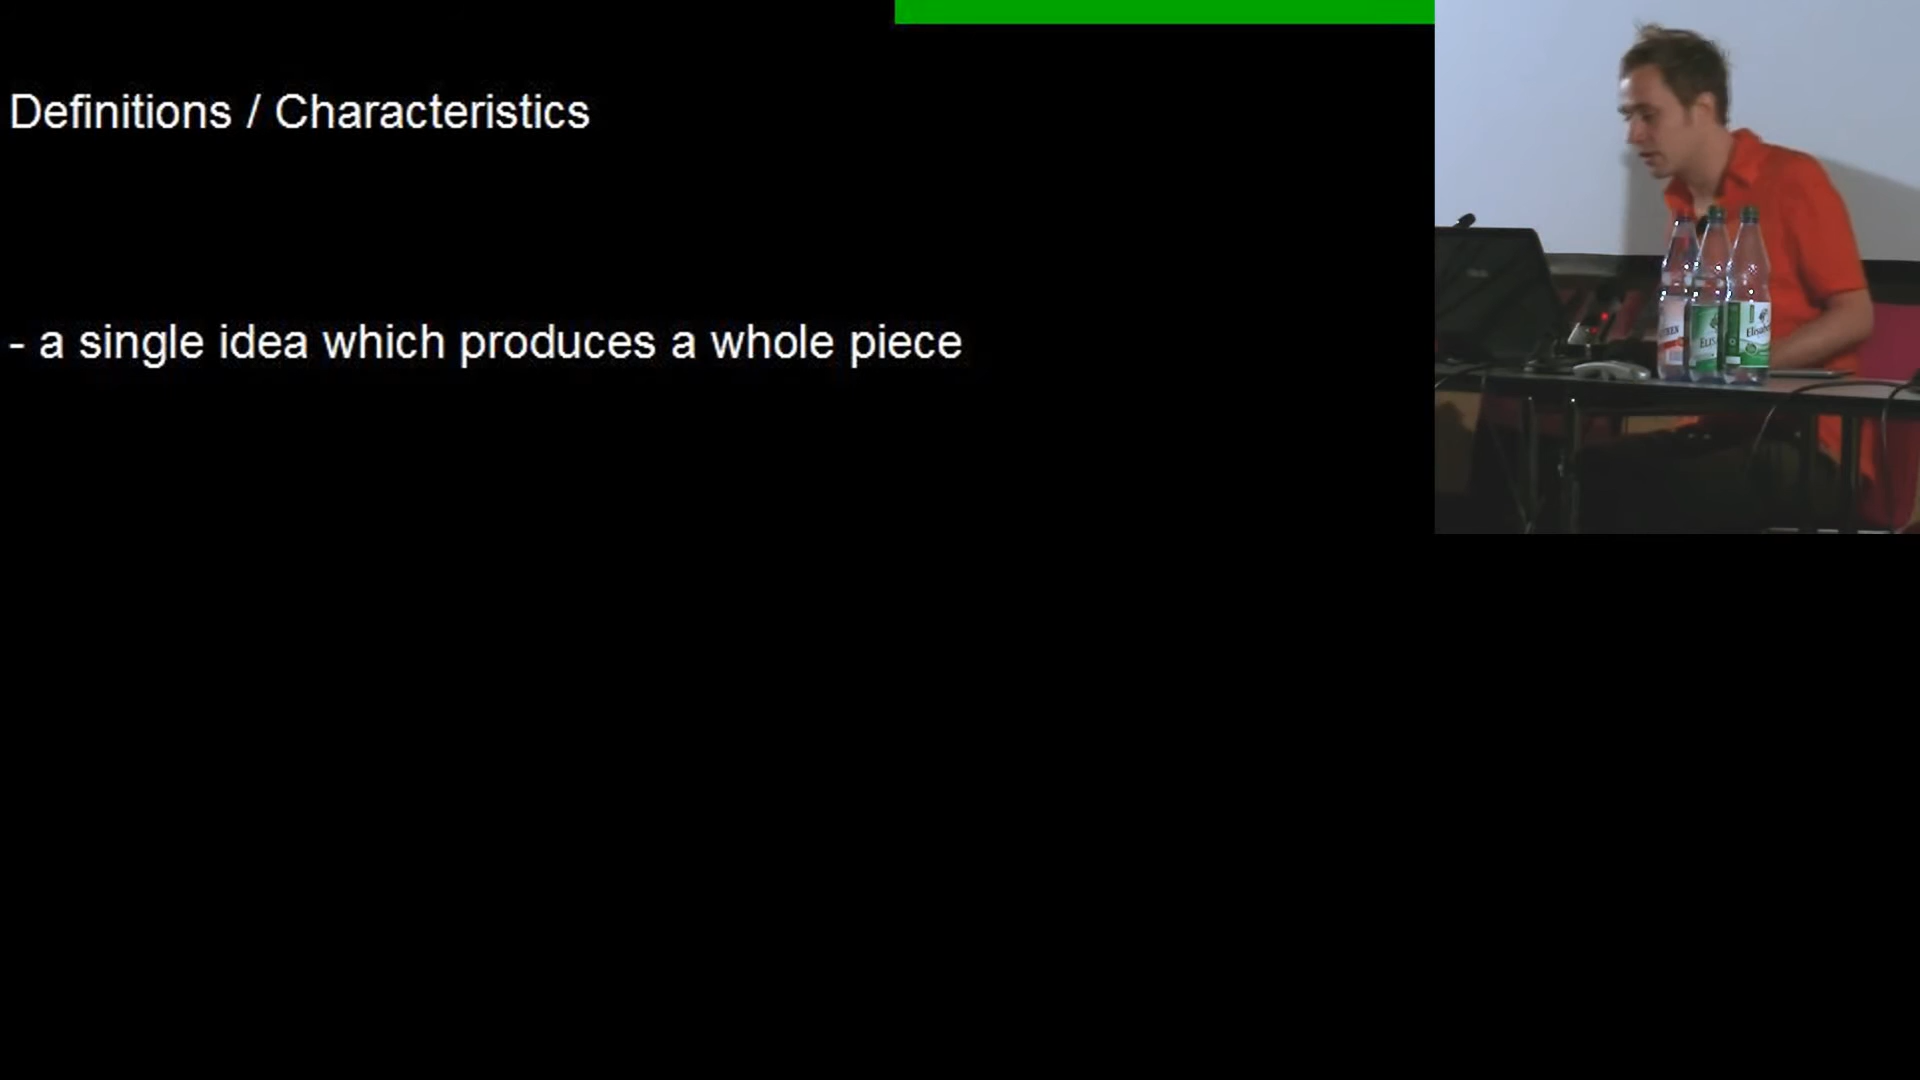 Definitions / Characteristics
- a single idea which produces a whole piece